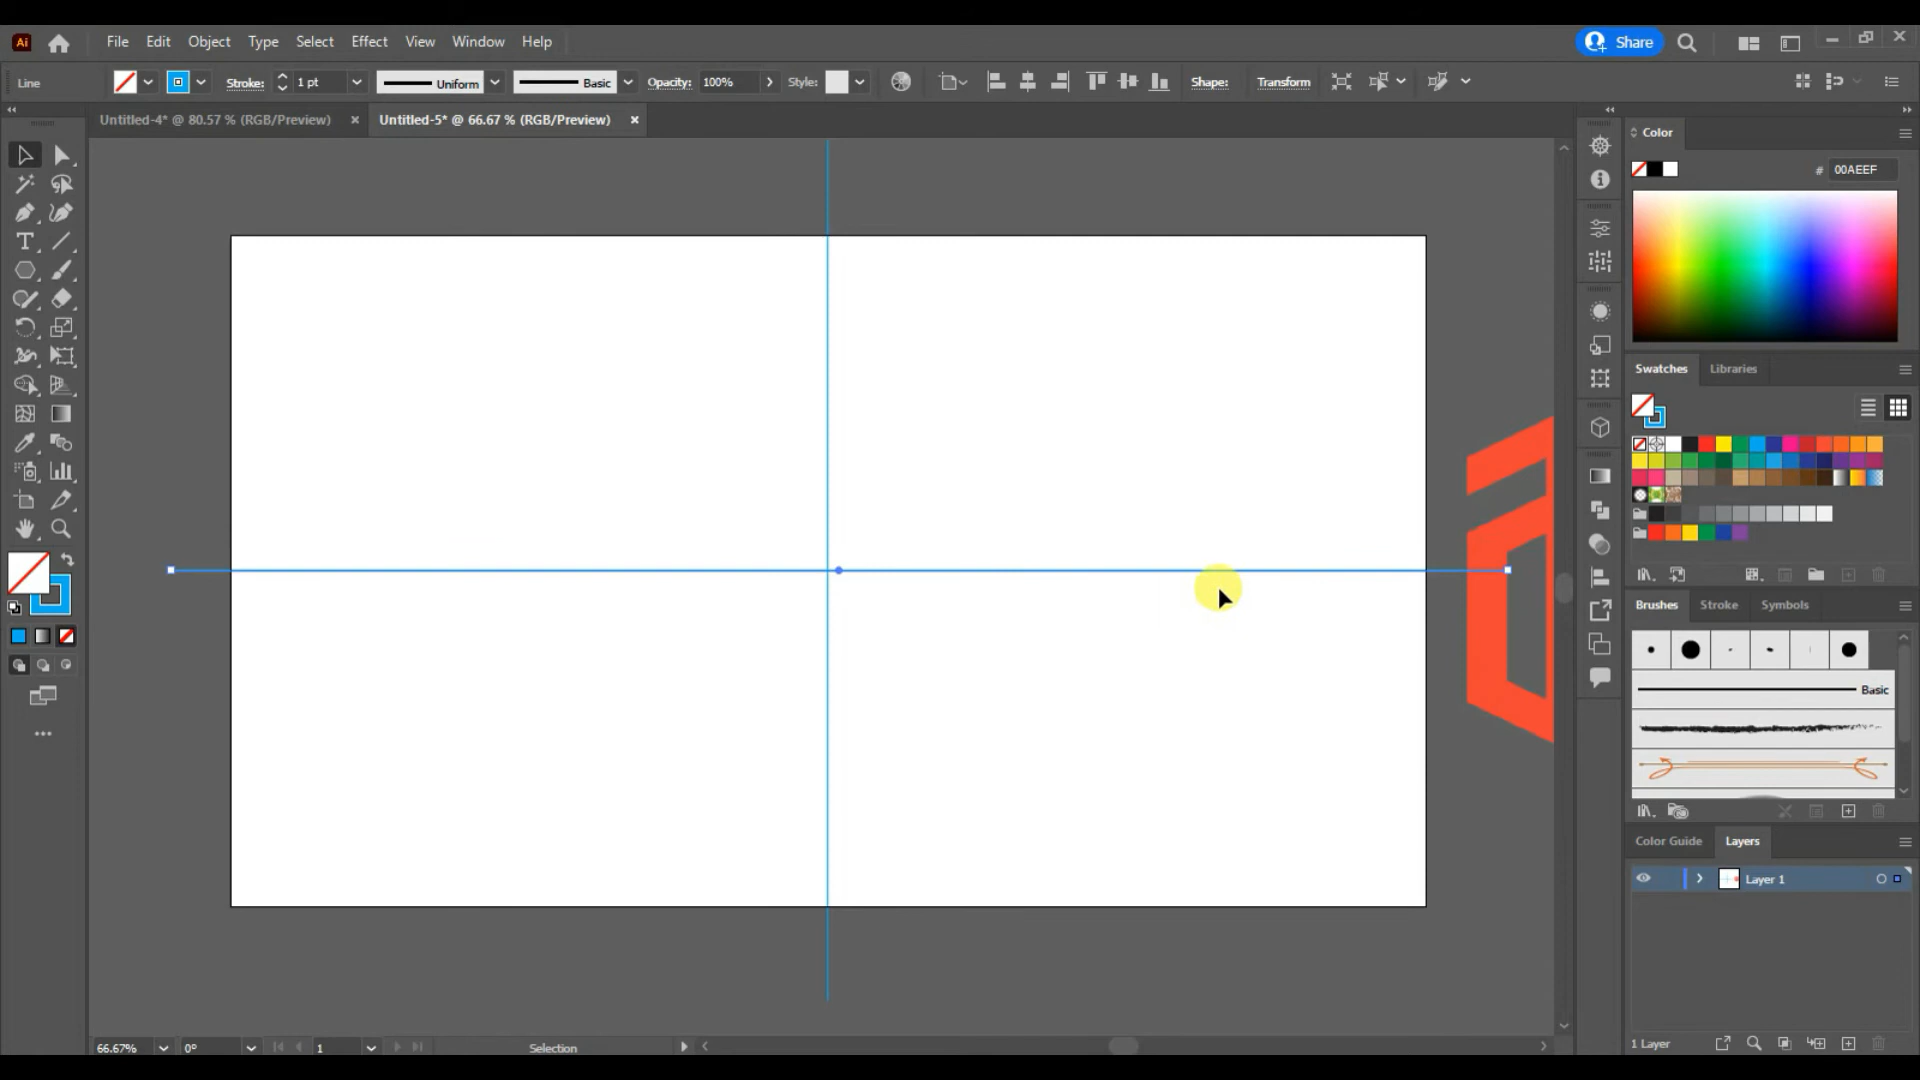 Ai File Edit Object Type Select Effect View Window Help Share
Line Stroke: 1 pt Uniform Basic Opacity: 100% Style: Shape: Transform
Untitled-4* @ 80.57 % (RGB/Preview) × Untitled-5* @ 66.67 % (RGB/Preview) ×
Color
# 00AEEF
Swatches Libraries
Brushes Stroke Symbols
Basic
Color Guide Layers
Layer 1
66.67% 0° 1 Selection
1 Layer